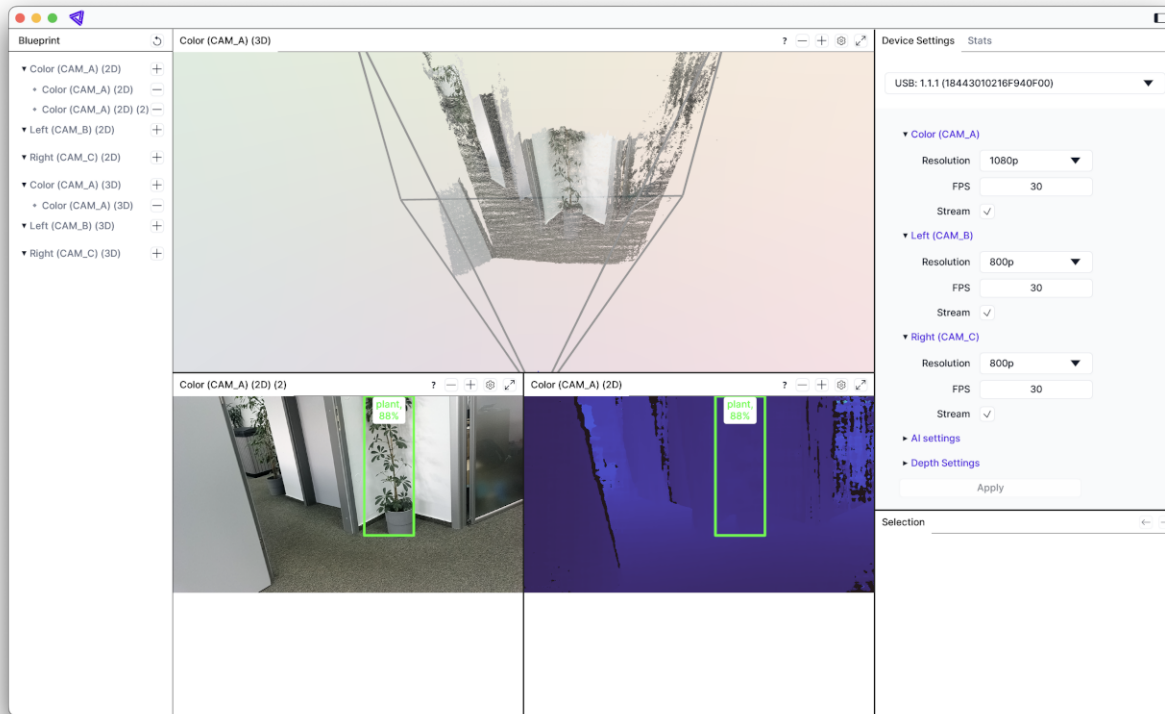 Blueprint
Color (CAM_A) (2D)
Color (CAM_A) (2D)
Color (CAM_A) (2D) (2)
Left (CAM_B) (2D)
Right (CAM_C) (2D)
Color (CAM_A) (3D)
Color (CAM_A) (3D)
Left (CAM_B) (3D)
Right (CAM_C) (3D)
Color (CAM_A) (3D) ?
Color (CAM_A) (2D) (2) ?
plant,
88%
Color (CAM_A) (2D) ?
plant,
88%
Device Settings Stats
USB: 1.1.1 (18443010216F940F00)
Color (CAM_A)
Resolution 1080p
FPS 30
Stream
Left (CAM_B)
Resolution 800p
FPS 30
Stream
Right (CAM_C)
Resolution 800p
FPS 30
Stream
AI settings
Depth Settings
Apply
Selection